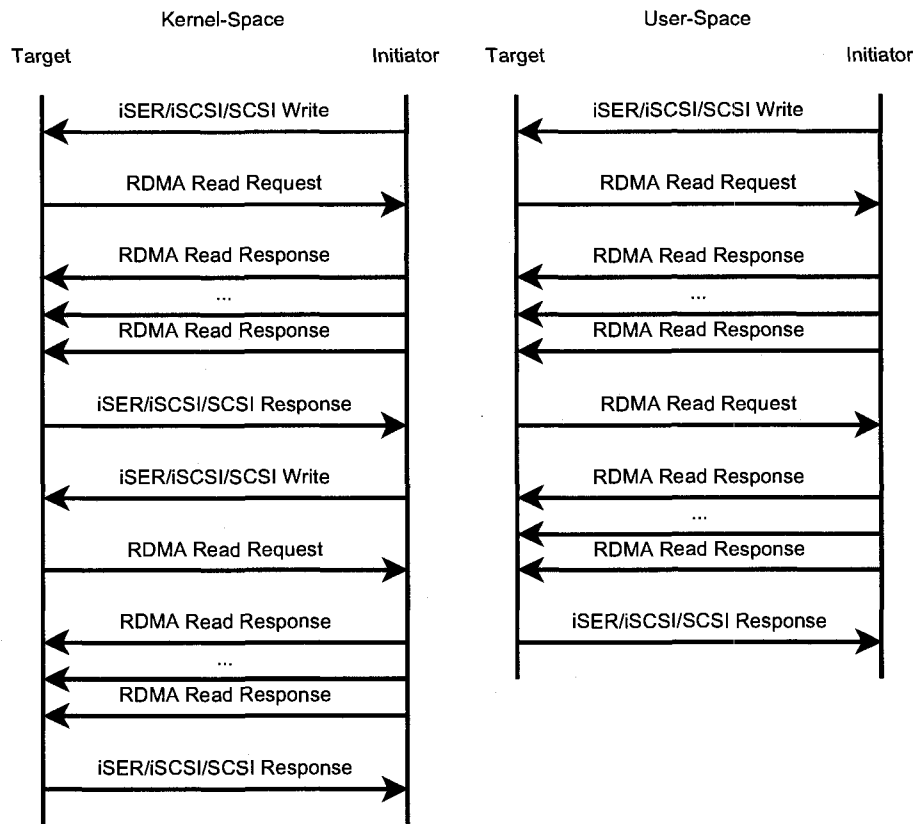 Kernel-Space
Target
Initiator
iSER/iSCSI/SCSI Write
RDMA Read Request
RDMA Read Response
...
RDMA Read Response
iSER/iSCSI/SCSI Response
iSER/iSCSI/SCSI Write
RDMA Read Request
RDMA Read Response
...
RDMA Read Response
iSER/iSCSI/SCSI Response
User-Space
Target
Initiator
iSER/iSCSI/SCSI Write
RDMA Read Request
RDMA Read Response
...
RDMA Read Response
RDMA Read Request
RDMA Read Response
...
RDMA Read Response
iSER/iSCSI/SCSI Response